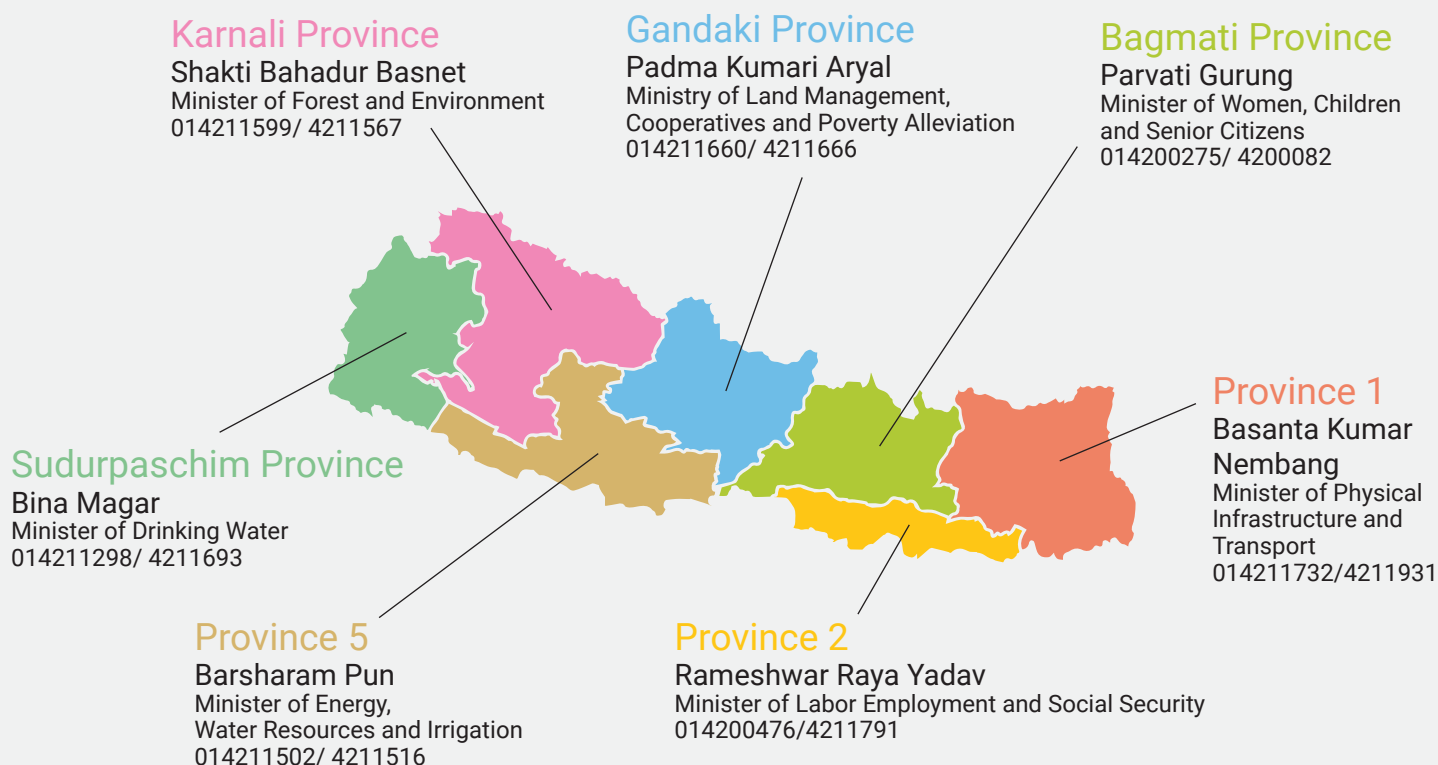 Karnali Province
Shakti Bahadur Basnet
Minister of Forest and Environment
014211599/ 4211567
Gandaki Province
Padma Kumari Aryal
Ministry of Land Management,
Cooperatives and Poverty Alleviation
014211660/ 4211666
Bagmati Province
Parvati Gurung
Minister of Women, Children
and Senior Citizens
014200275/ 4200082
Sudurpaschim Province
Bina Magar
Minister of Drinking Water
014211298/ 4211693
Province 1
Basanta Kumar
Nembang
Minister of Physical
Infrastructure and
Transport
014211732/4211931
Province 5
Barsharam Pun
Minister of Energy,
Water Resources and Irrigation
014211502/ 4211516
Province 2
Rameshwar Raya Yadav
Minister of Labor Employment and Social Security
014200476/4211791